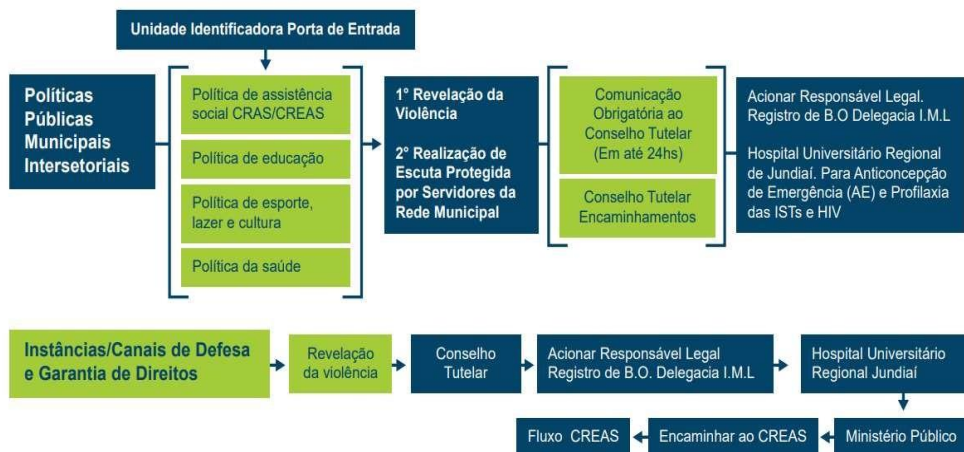 Unidade Identificadora Porta de Entrada
Políticas
Públicas
Municipais
Intersetoriais
Política de assistência
social CRAS/CREAS
Política de educação
Política de esporte,
lazer e cultura
Política da saúde
1º Revelação da
Violência
2º Realização de
Escuta Protegida
por Servidores da
Rede Municipal
Comunicação
Obrigatória ao
Conselho Tutelar
(Em até 24hs)
Conselho Tutelar
Encaminhamentos
Acionar Responsável Legal.
Registro de B.O Delegacia I.M.L
Hospital Universitário Regional
de Jundiaí. Para Anticoncepção
de Emergência (AE) e Profilaxia
das ISTs e HIV
Instâncias/Canais de Defesa
e Garantia de Direitos
Revelação
da violência
Conselho
Tutelar
Acionar Responsável Legal
Registro de B.O. Delegacia I.M.L
Hospital Universitário
Regional Jundiaí
Fluxo CREAS
Encaminhar ao CREAS
Ministério Público